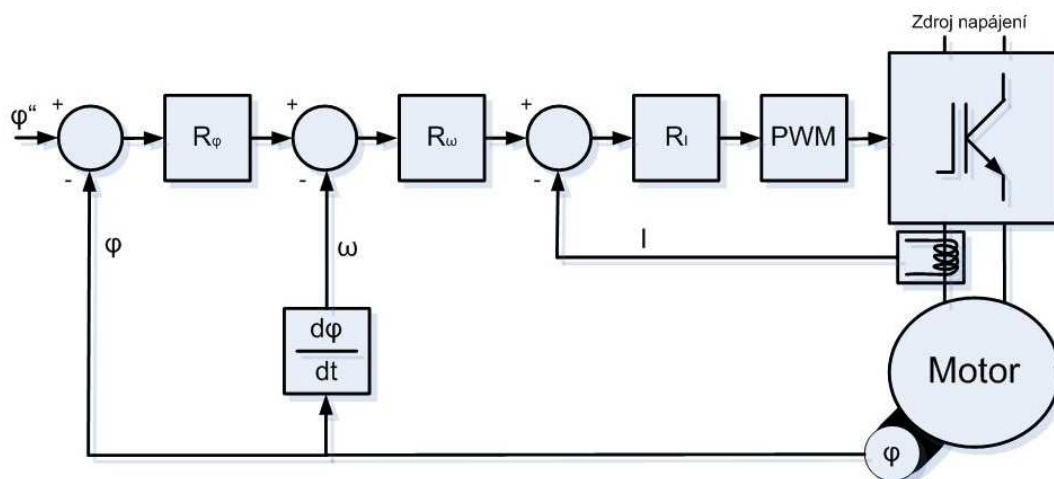 Zdroj napájení
φ“
+
-
Rφ
+
-
Rω
+
-
RI
PWM
φ
ω
I
dφ
dt
Motor
φ